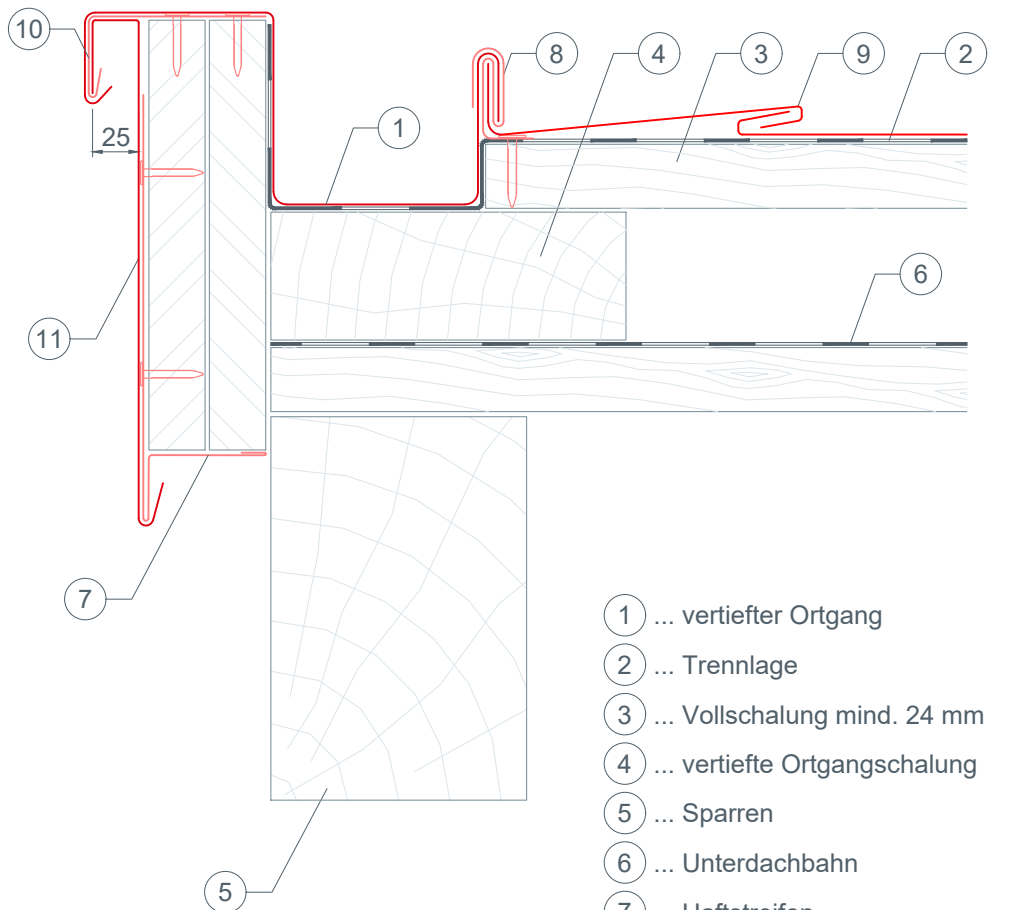 10
8
4
3
9
2
1
25
6
11
7
5
1 ... vertiefter Ortgang
2 ... Trennlage
3 ... Vollschalung mind. 24 mm
4 ... vertiefte Ortgangschalung
5 ... Sparren
6 ... Unterdachbahn
7 ...